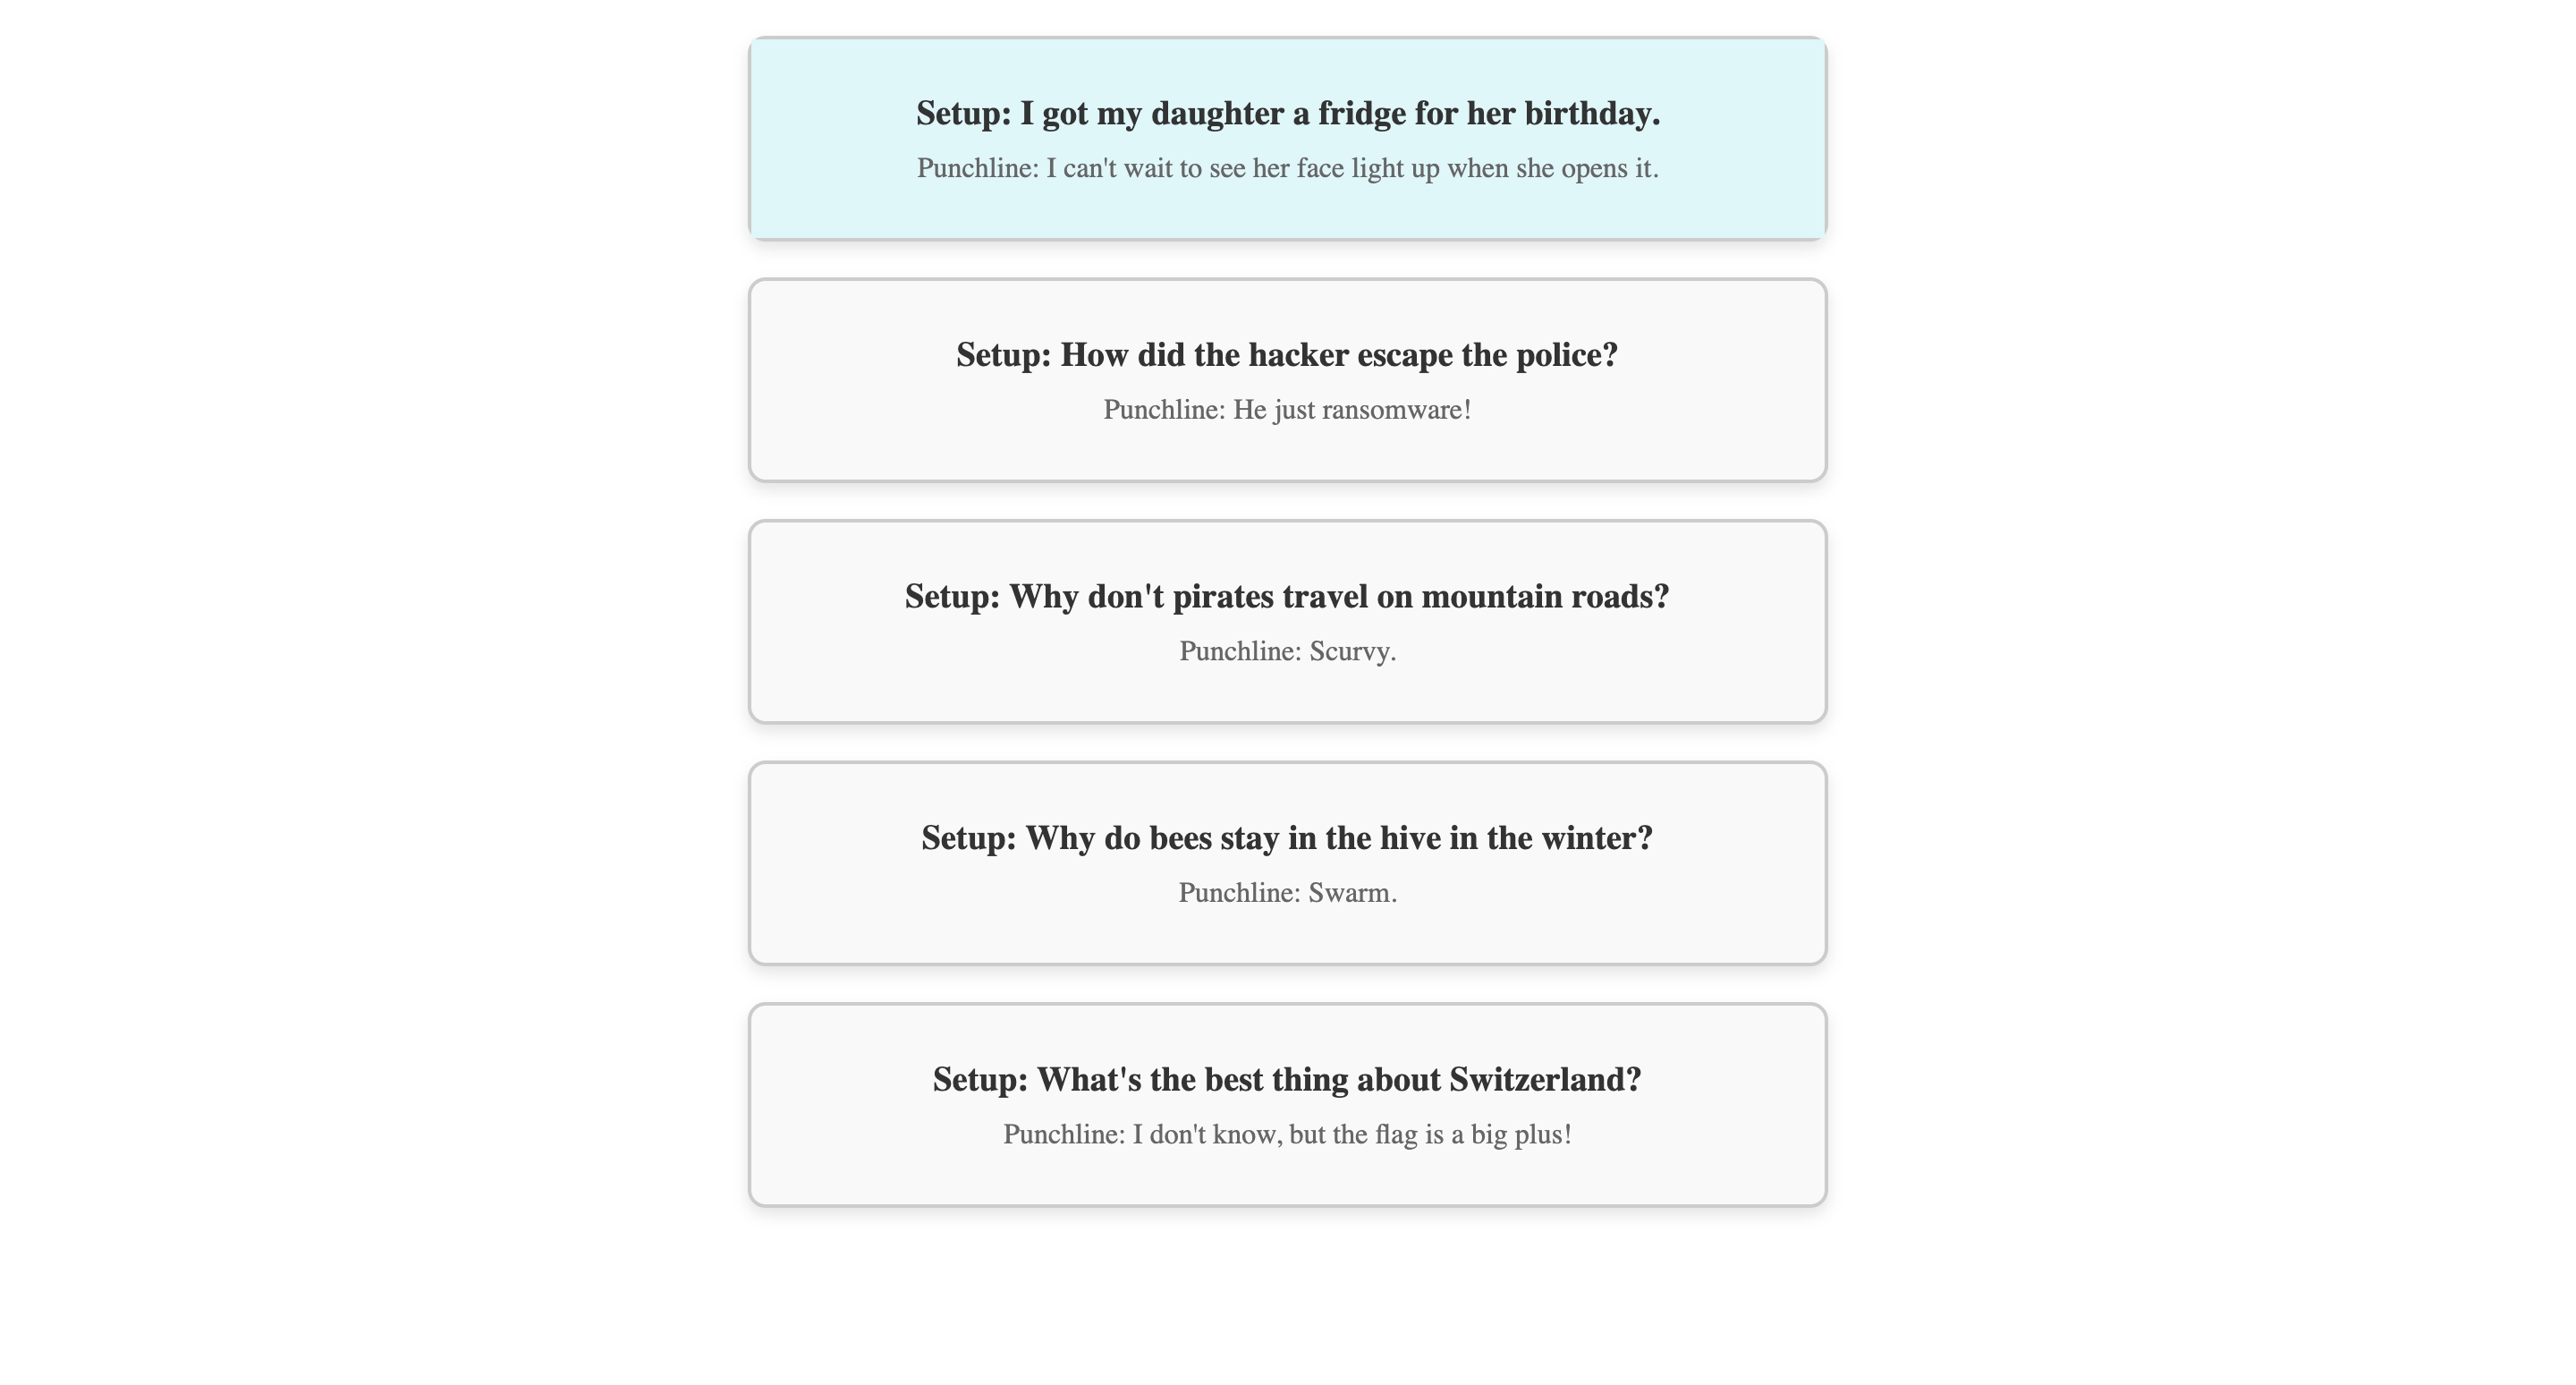 Setup: I got my daughter a fridge for her birthday.
Punchline: I can't wait to see her face light up when she opens it.
Setup: How did the hacker escape the police?
Punchline: He just ransomware!
Setup: Why don't pirates travel on mountain roads?
Punchline: Scurvy.
Setup: Why do bees stay in the hive in the winter?
Punchline: Swarm.
Setup: What's the best thing about Switzerland?
Punchline: I don't know, but the flag is a big plus!